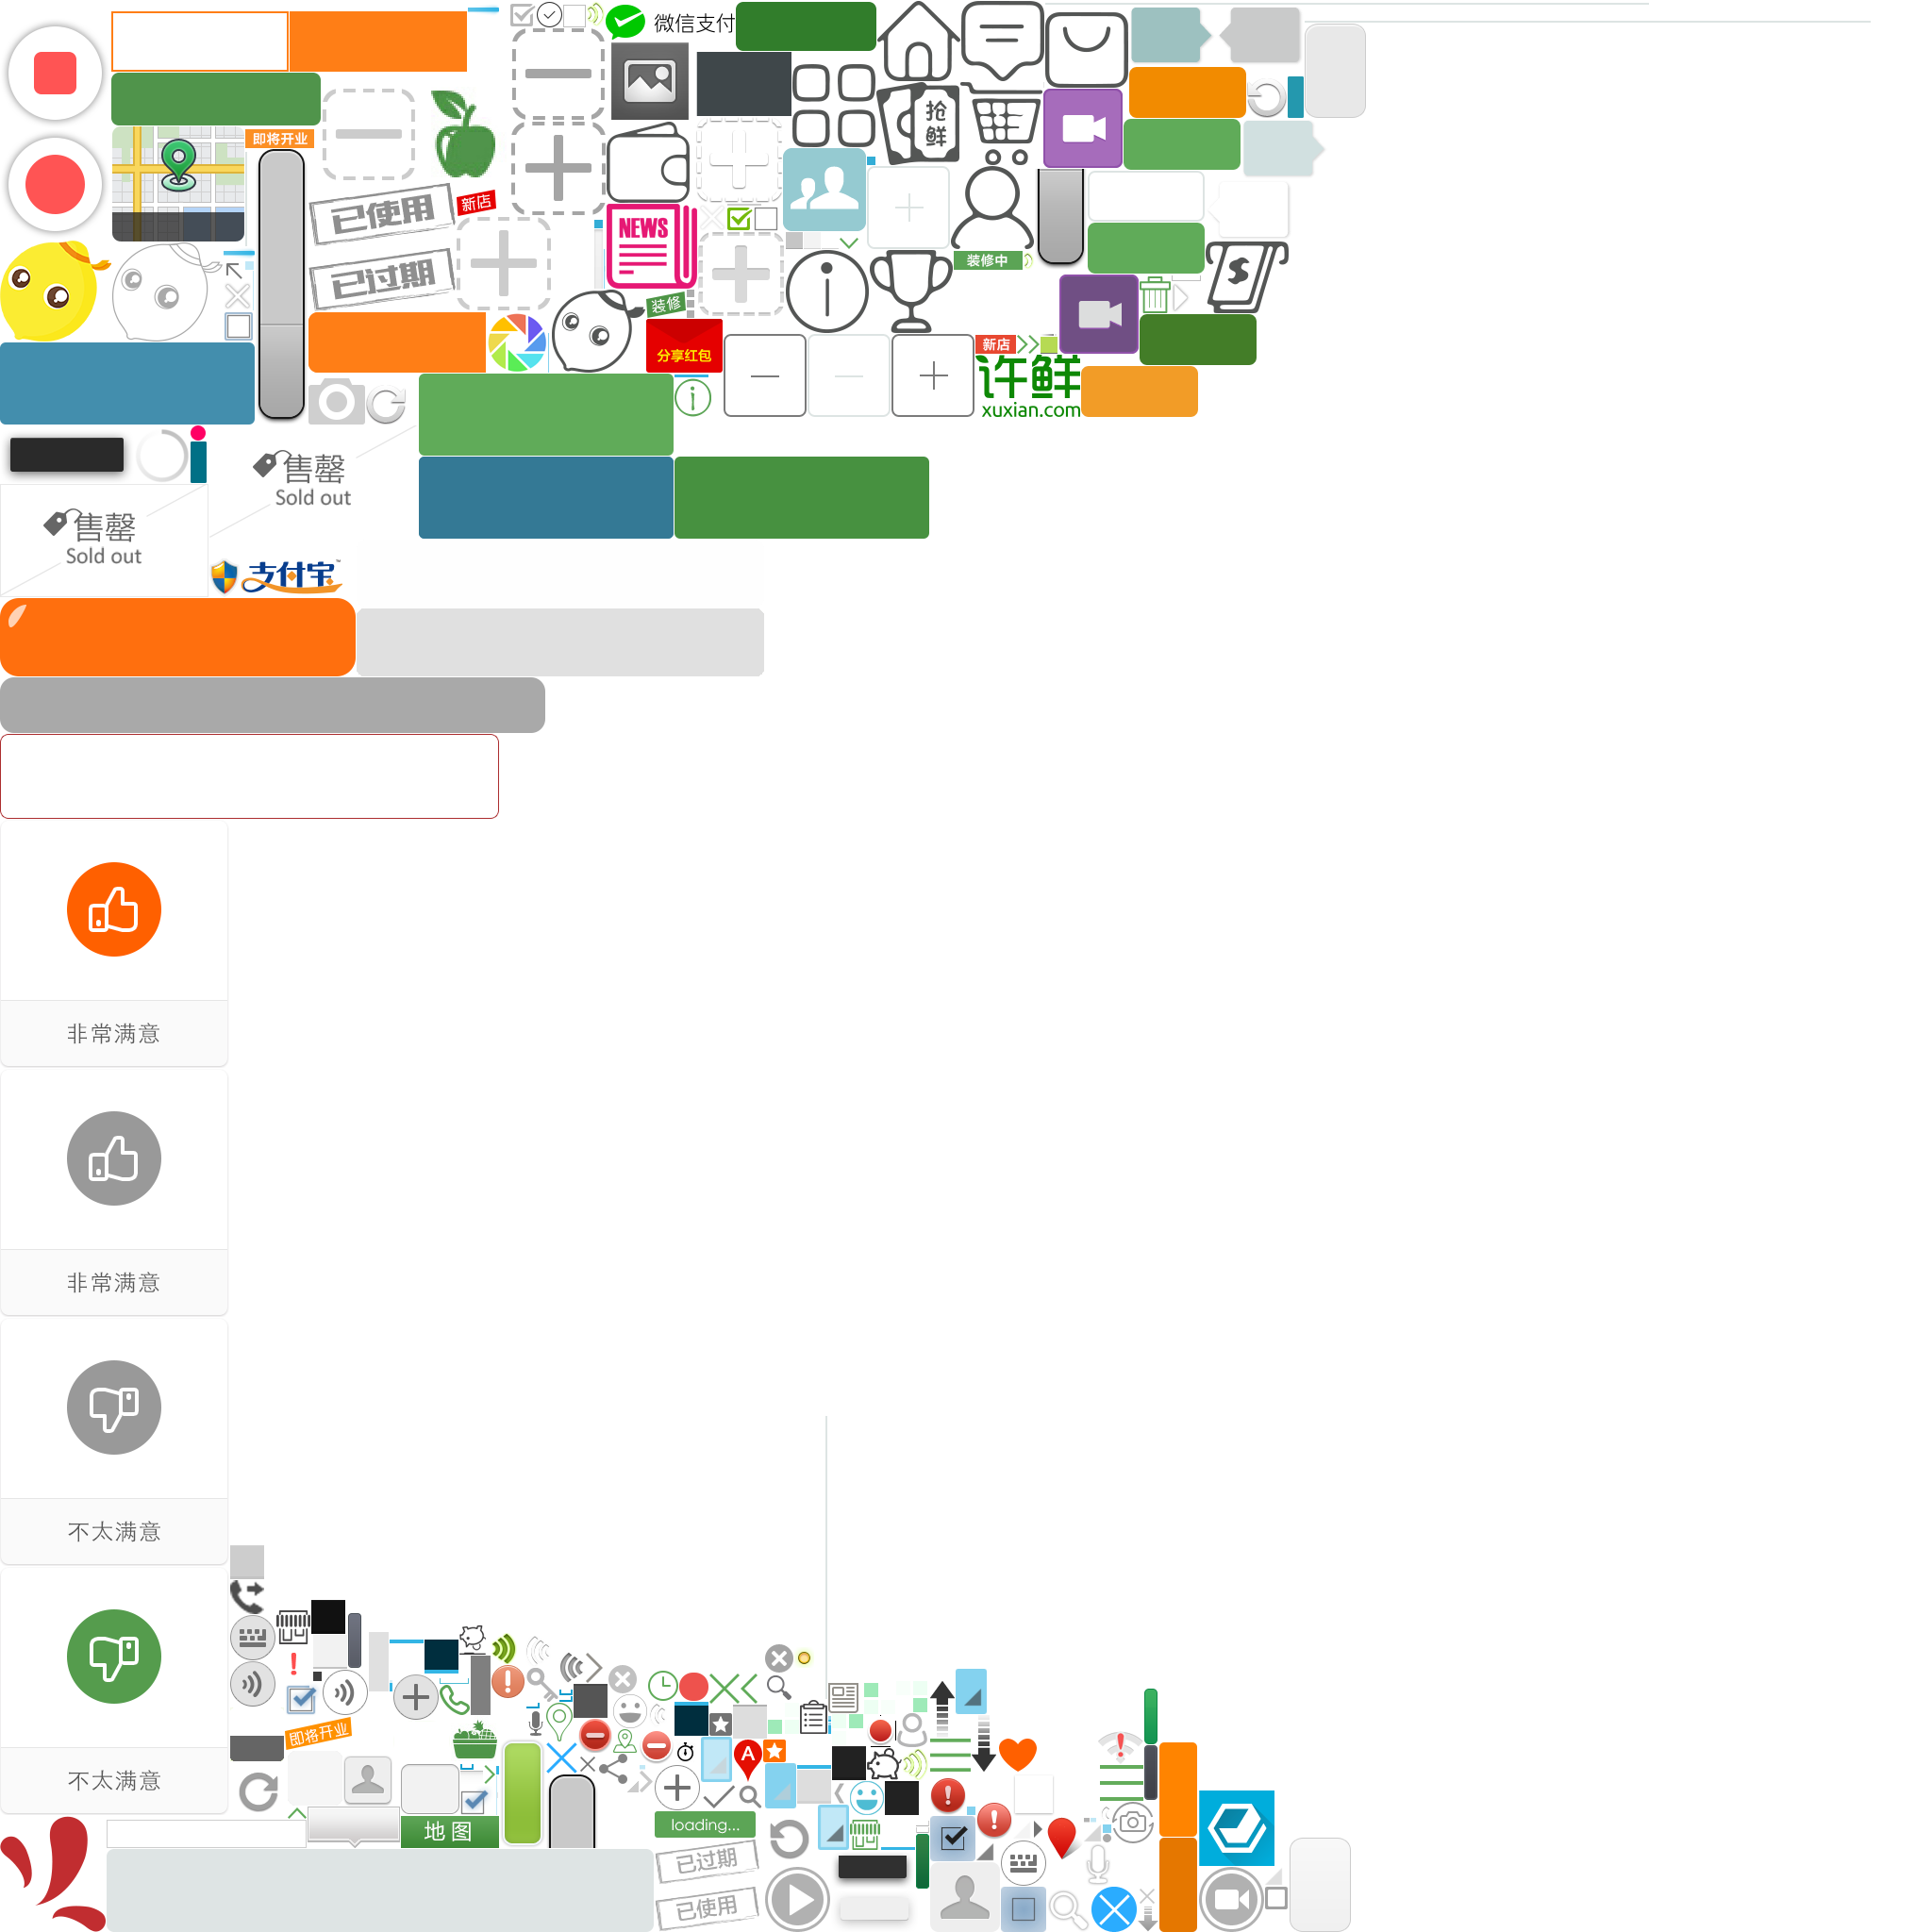 微信支付
抢
鲜
即将开业
已使用
新店
NEWS
已过期
装修中
装修
分享红包
新店
许鲜
xuxian.com
售罄
Sold out
售罄
Sold out
支付宝
非常满意
非常满意
不太满意
不太满意
即将开业
A
地图
loading...
已过期
已使用